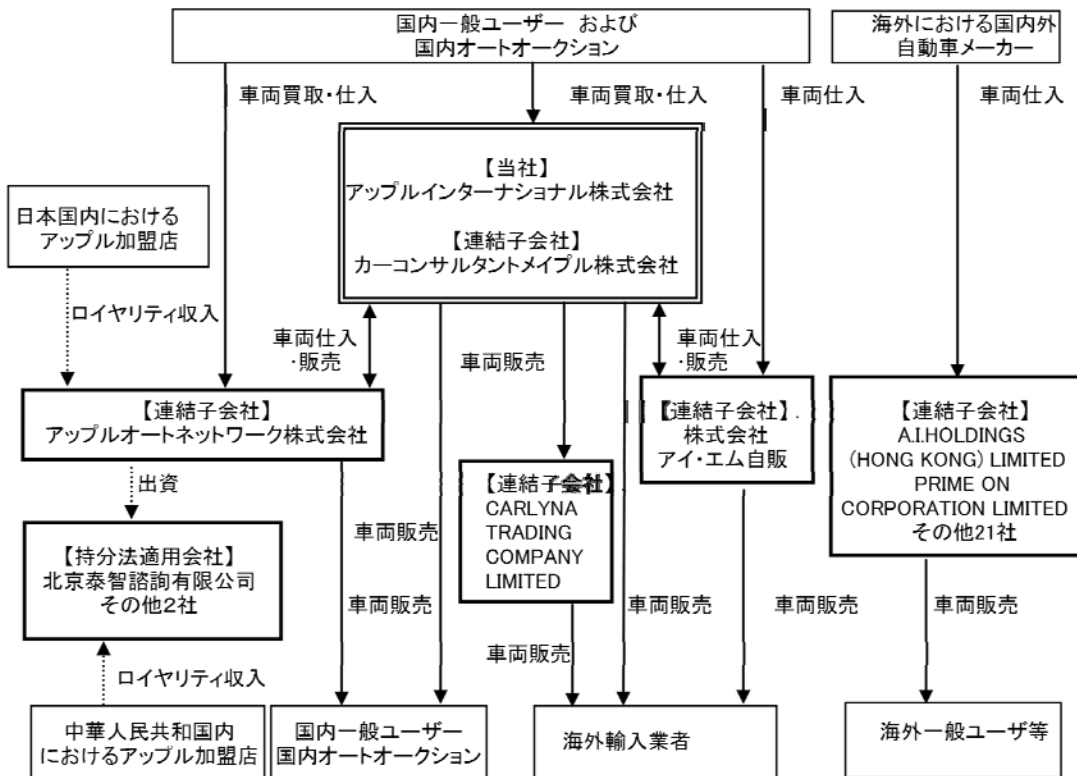 国内一般ユーザー および
国内オートオークション
海外における国内外
自動車メーカー
車両買取・仕入
車両買取・仕入
車両仕入
車両仕入
【当社】
アップルインターナショナル株式会社
【連結子会社】
カーコンサルタントメイプル株式会社
日本国内における
アップル加盟店
ロイヤリティ収入
車両仕入
・販売
車両販売
車両仕入
・販売
【連結子会社】
アップルオートネットワーク株式会社
【連結子会社】.
株式会社
アイ・エム自販
【連結子会社】
A.I.HOLDINGS
(HONG KONG) LIMITED
PRIME ON
CORPORATION LIMITED
その他21社
出資
【連結子会社】
CARLYNA
TRADING
COMPANY
LIMITED
車両販売
【持分法適用会社】
北京泰智諮詢有限公司
その他2社
車両販売
車両販売
車両販売
車両販売
車両販売
ロイヤリティ収入
中華人民共和国内
におけるアップル加盟店
国内一般ユーザー
国内オートオークション
海外輸入業者
海外一般ユーザ等